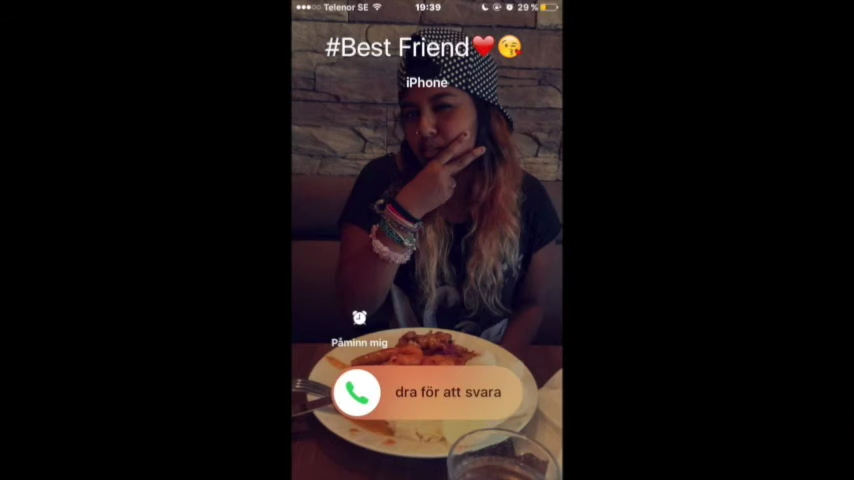 Telenor SE 19:39 29 %
#Best Friend❤️😘
iPhone
Påminn mig
dra för att svara